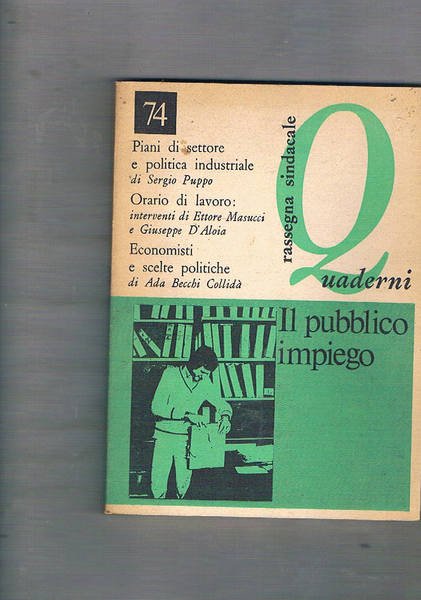 74
Piani di settore
e politica industriale
di Sergio Puppo
Orario di lavoro:
interventi di Ettore Masucci
e Giuseppe D'Aloia
Economisti
e scelte politiche
di Ada Becchi Collidà
rassegna sindacale
Quaderni
Il pubblico
impiego